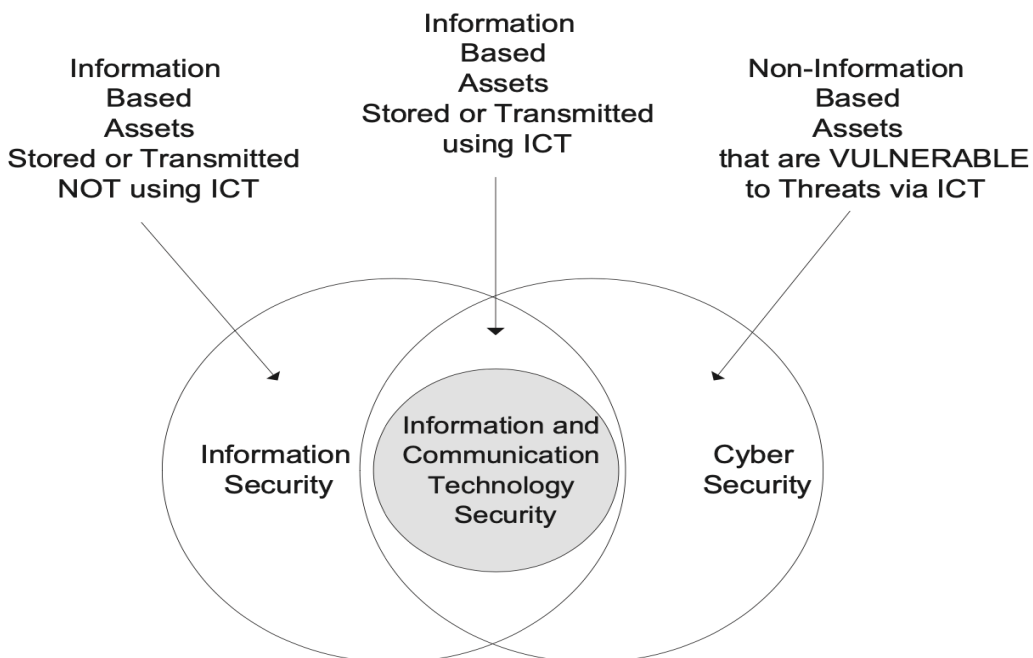 Information
Based
Assets
Stored or Transmitted
NOT using ICT
Information
Based
Assets
Stored or Transmitted
using ICT
Non-Information
Based
Assets
that are VULNERABLE
to Threats via ICT
Information
Security
Information and
Communication
Technology
Security
Cyber
Security